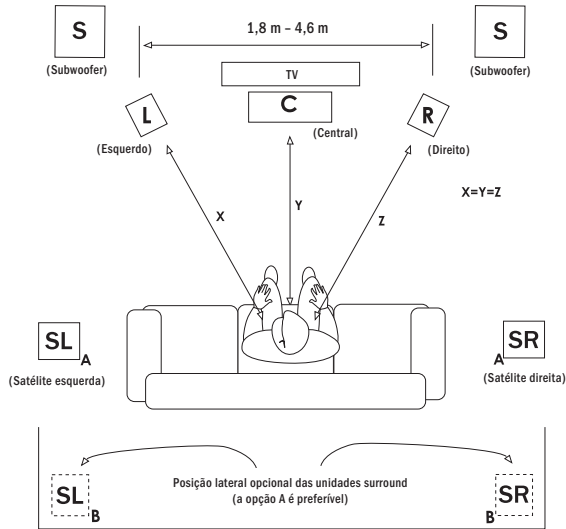 S
1,8 m – 4,6 m
S
(Subwoofer)
TV
(Subwoofer)
L
C
R
(Central)
(Esquerdo)
(Direito)
X=Y=Z
X
Y
Z
SL
A
A
SR
(Satélite esquerda)
(Satélite direita)
Posição lateral opcional das unidades surround
(a opção A é preferível)
SL
B
SR
B